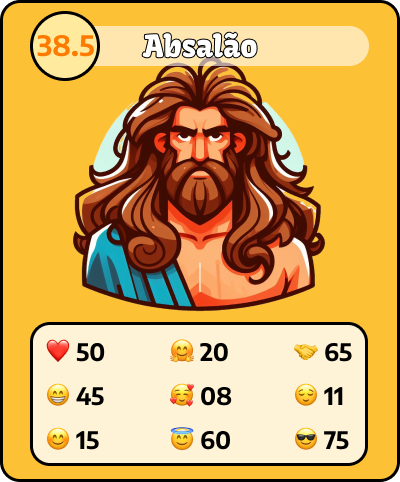 38.5 Absalão
❤️ 50 🤗 20 🤝 65
😁 45 🥰 08 😌 11
😊 15 😇 60 😎 75